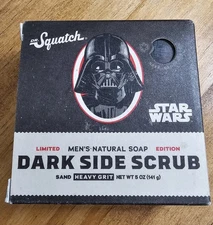 DR.
Squatch
STAR
WARS
LIMITED MEN'S NATURAL SOAP EDITION
DARK SIDE SCRUB
SAND HEAVY GRIT NET WT 5 OZ (141 g)